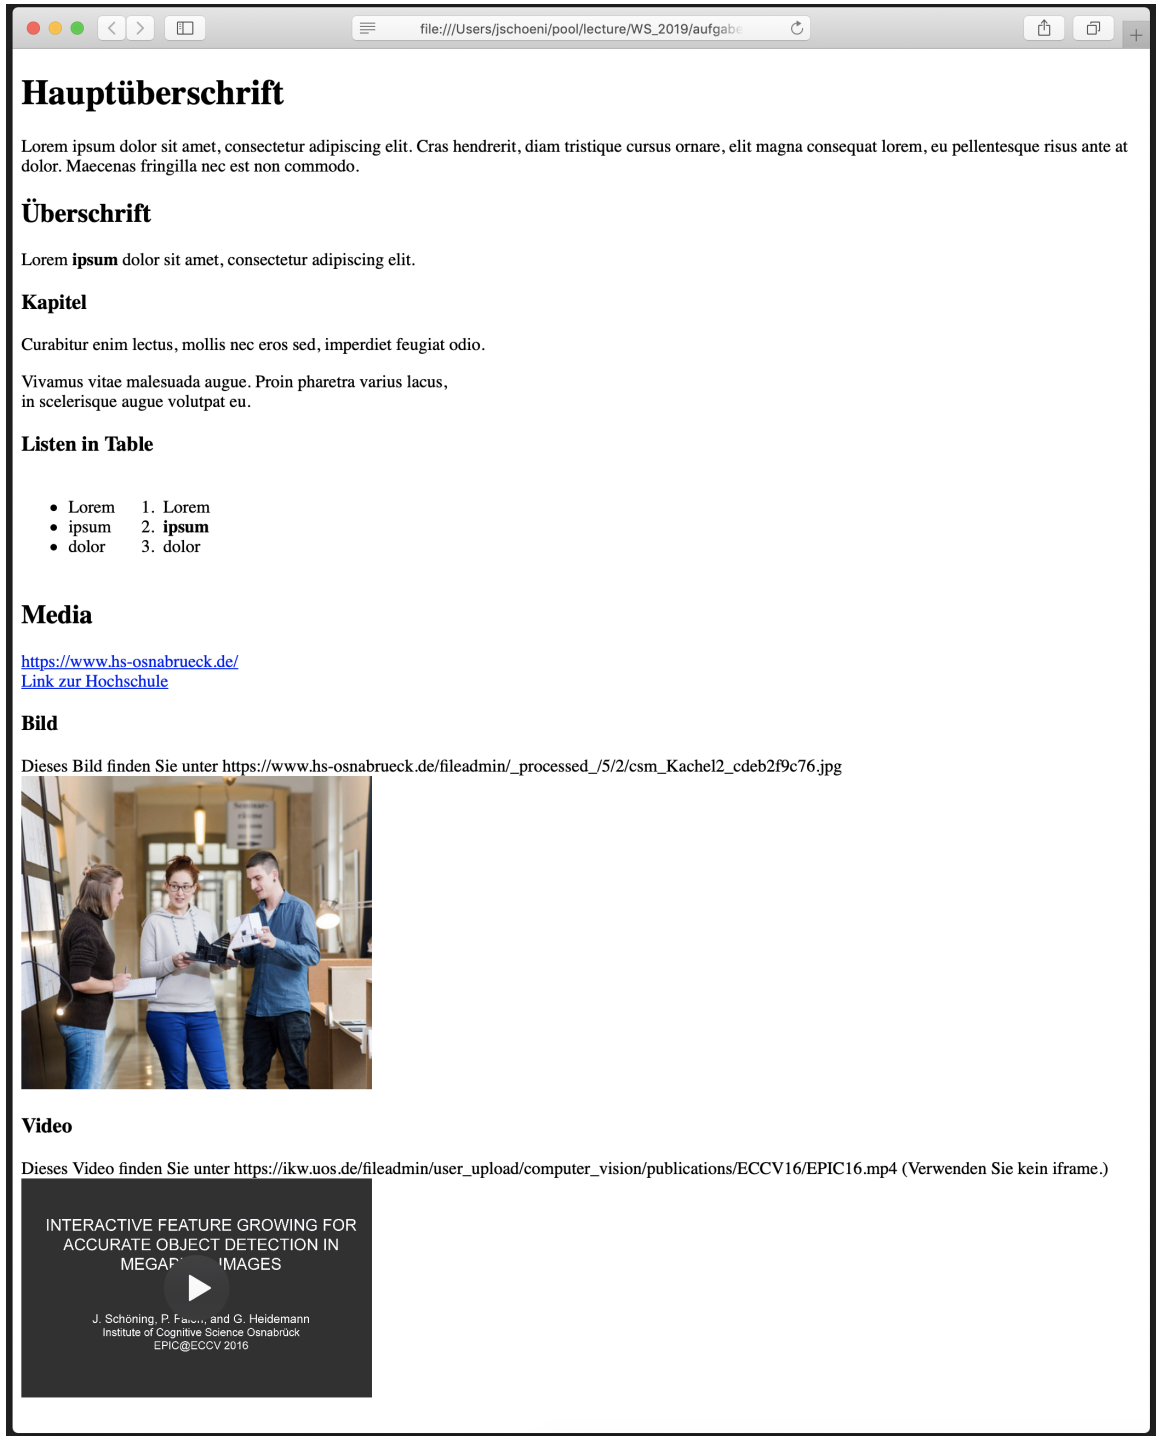 file:///Users/jschoeni/pool/lecture/WS_2019/aufgabe
Hauptüberschrift
Lorem ipsum dolor sit amet, consectetur adipiscing elit. Cras hendrerit, diam tristique cursus ornare, elit magna consequat lorem, eu pellentesque risus ante at
dolor. Maecenas fringilla nec est non commodo.
Überschrift
Lorem ipsum dolor sit amet, consectetur adipiscing elit.
Kapitel
Curabitur enim lectus, mollis nec eros sed, imperdiet feugiat odio.
Vivamus vitae malesuada augue. Proin pharetra varius lacus,
in scelerisque augue volutpat eu.
Listen in Table
• Lorem 1. Lorem
• ipsum 2. ipsum
• dolor 3. dolor
Media
https://www.hs-osnabrueck.de/
Link zur Hochschule
Bild
Dieses Bild finden Sie unter https://www.hs-osnabrueck.de/fileadmin/_processed_/5/2/csm_Kachel2_cdeb2f9c76.jpg
Video
Dieses Video finden Sie unter https://ikw.uos.de/fileadmin/user_upload/computer_vision/publications/ECCV16/EPIC16.mp4 (Verwenden Sie kein iframe.)
INTERACTIVE FEATURE GROWING FOR
ACCURATE OBJECT DETECTION IN
IMAGES
J. Schöning, P. and G. Heidemann
Institute of Cognitive Science Osnabrück
EPIC@ECCV 2016